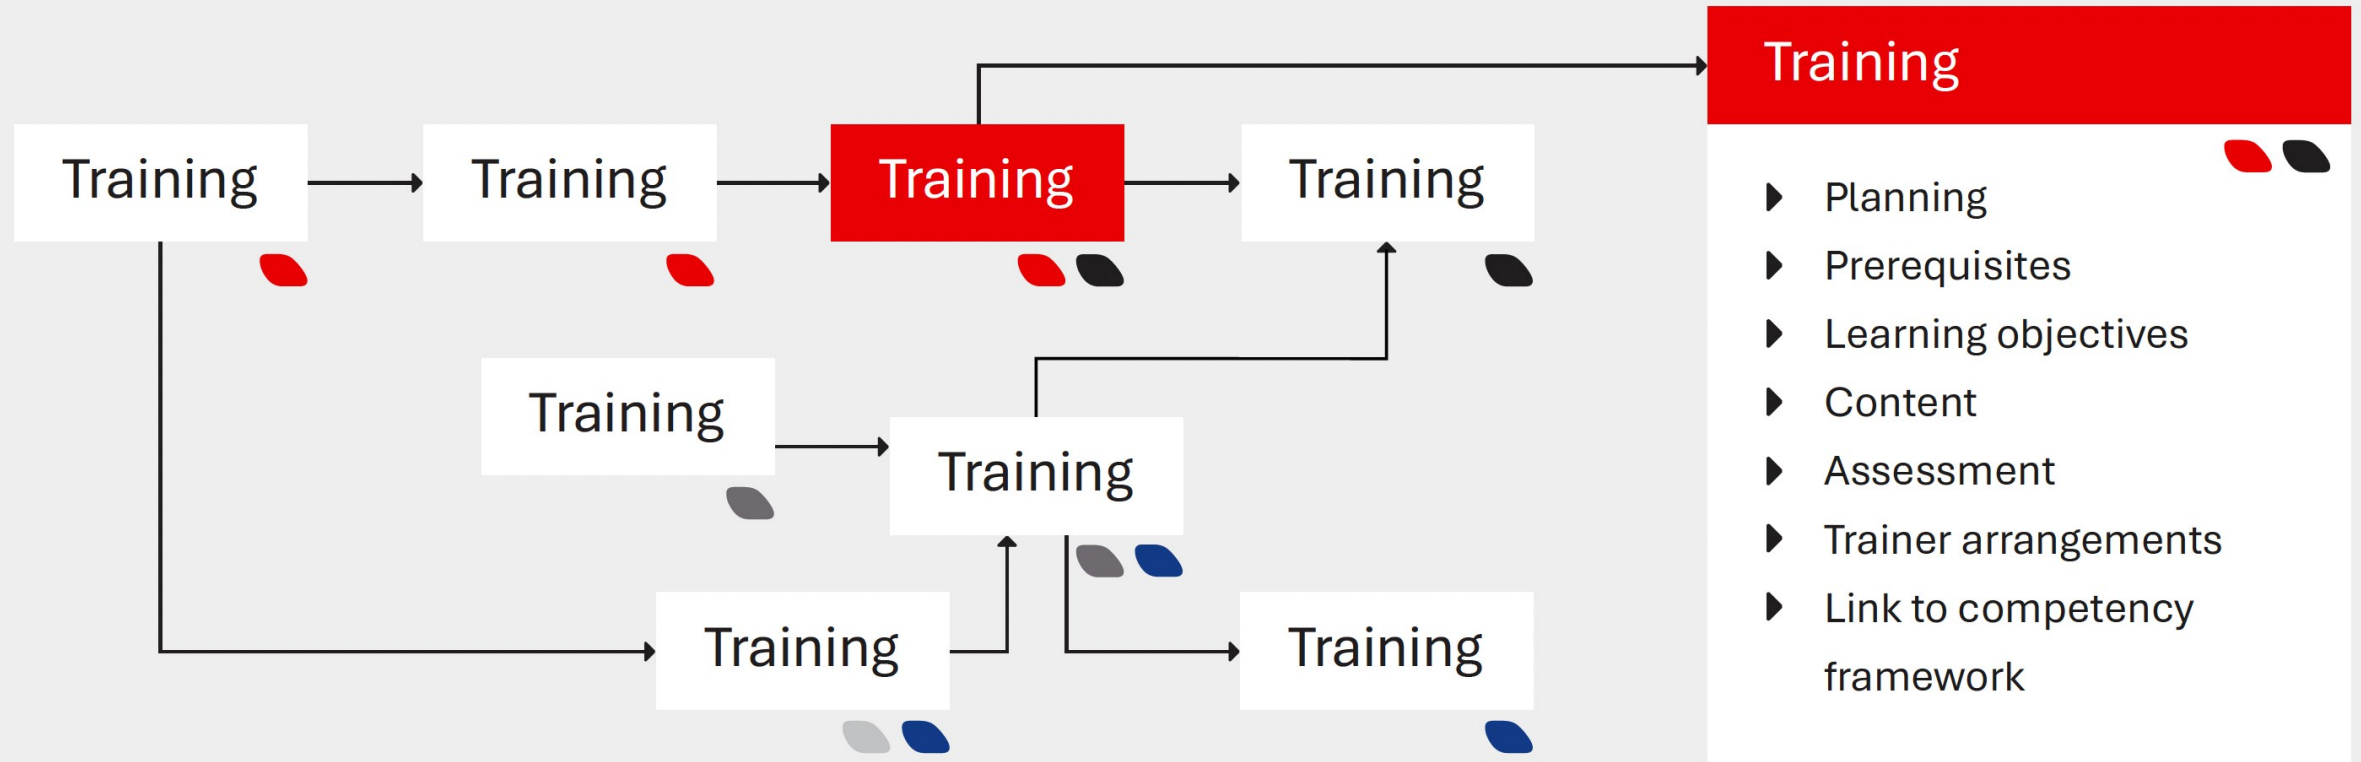 Training
Training
Training
Training
Training
Training
Training
Training
Training
Planning
Prerequisites
Learning objectives
Content
Assessment
Trainer arrangements
Link to competency
framework